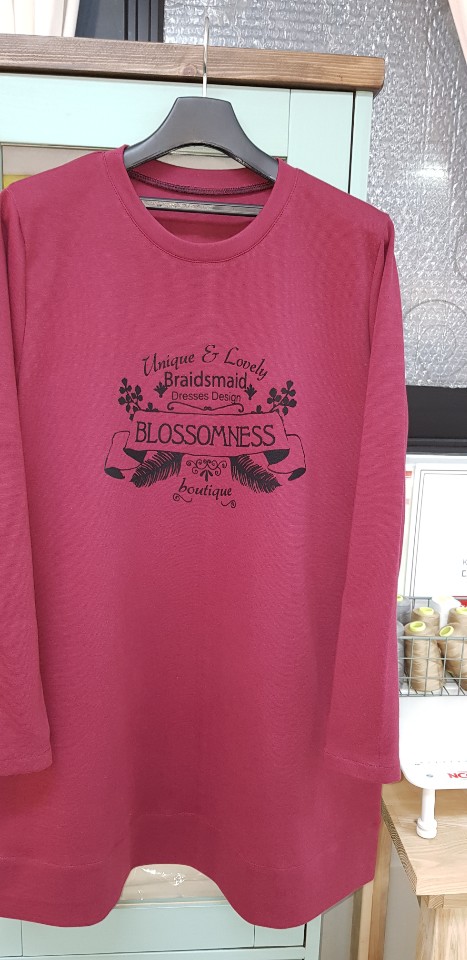 Unique & Lovely
Braidsmaid
Dresses Design
BLOSSOMNESS
boutique